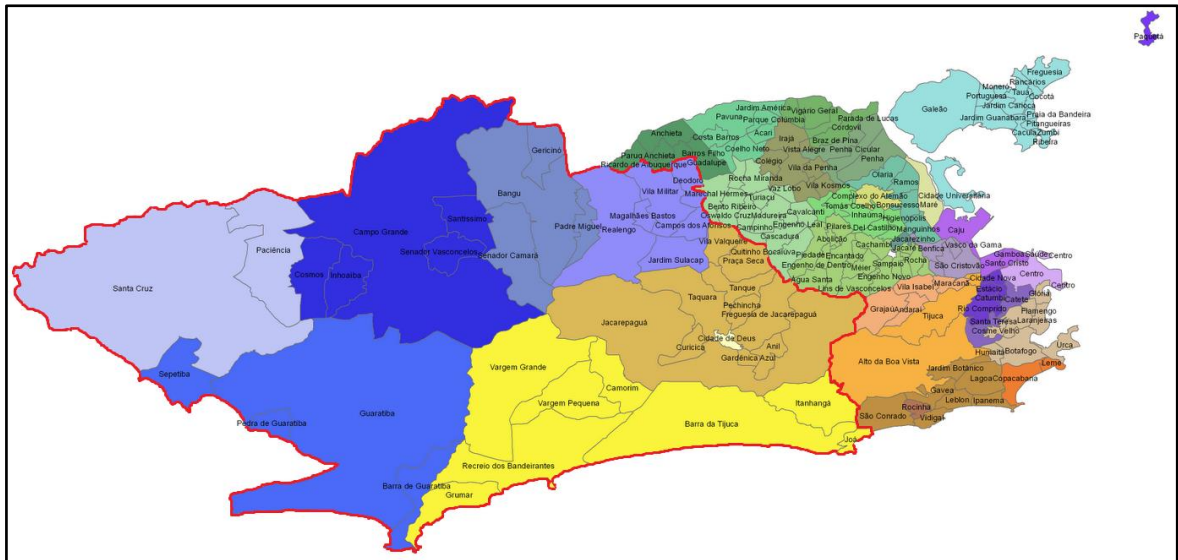 Paquetá
Freguesia
Bancários
Moneró
Portuguesa
Tauá
Cocotá
Galeão
Jardim Carioca
Praia da Bandeira
Jardim Guanabara
Pitangueiras
Cacuia
Zumbi
Ribeira
Jardim América
Vigário Geral
Pavuna
Parque Columbia
Parada de Lucas
Anchieta
Costa Barros
Acari
Irajá
Cordovil
Vista Alegre
Braz de Pina
Coelho Neto
Penha Circular
Barros Filho
Colégio
Penha
Gericinó
Paruq Anchieta
Guadalupe
Ricardo de Albuquerque
Vila da Penha
Olaria
Deodoro
Rocha Miranda
Vila Kosmos
Ramos
Cidade Universitária
Vila Militar
Marechal Hermes
Vaz Lobo
Complexo do Alemão
Bangu
Turiacú
Bento Ribeiro
Tomás Coelho
Bonsucesso
Maré
Magalhães Bastos
Oswaldo Cruz
Madureira
Cavalcanti
Inhaúma
Higienópolis
Santissimo
Padre Miguel
Realengo
Campos dos Afonsos
Campinho
Engenho Leal
Pilares
Del Castilho
Manguinhos
Caju
Campo Grande
Cascadura
Abolição
Jacarezinho
Vila Valqueire
Cachambi
Jacaré
Benfica
Vasco da Gama
Paciência
Senador Vasconcelos
Senador Camará
Quitino Bocaiuva
Piedade
Encantado
Rocha
Gamboa
Saúde
Centro
Jardim Sulacap
Praça Seca
Engenho de Dentro
Méier
Sampaio
São Cristovão
Santo Cristo
Cosmos
Inhoaíba
Água Santa
Engenho Novo
Cidade Nova
Centro
Santa Cruz
Tanque
Lins de Vasconcelos
Vila Isabel
Maracanã
Estácio
Centro
Taquara
Pechincha
Grajaú
Andaraí
Catumbi
Catete
Glória
Freguesia de Jacarepaguá
Tijuca
Rio Comprido
Flamengo
Jacarepaguá
Santa Teresa
Laranjeiras
Cidade de Deus
Cosme Velho
Curicica
Anil
Botafogo
Urca
Gardênica Azul
Alto da Boa Vista
Humaitá
Sepetiba
Vargem Grande
Jardim Botânico
Leme
Camorim
Lagoa
Copacabana
Gavea
Guaratiba
Vargem Pequena
Itanhangá
Leblon
Ipanema
Rocinha
Pedra de Guaratiba
Barra da Tijuca
São Conrado
Vidigal
Joá
Recreio dos Bandeirantes
Barra de Guaratiba
Grumar